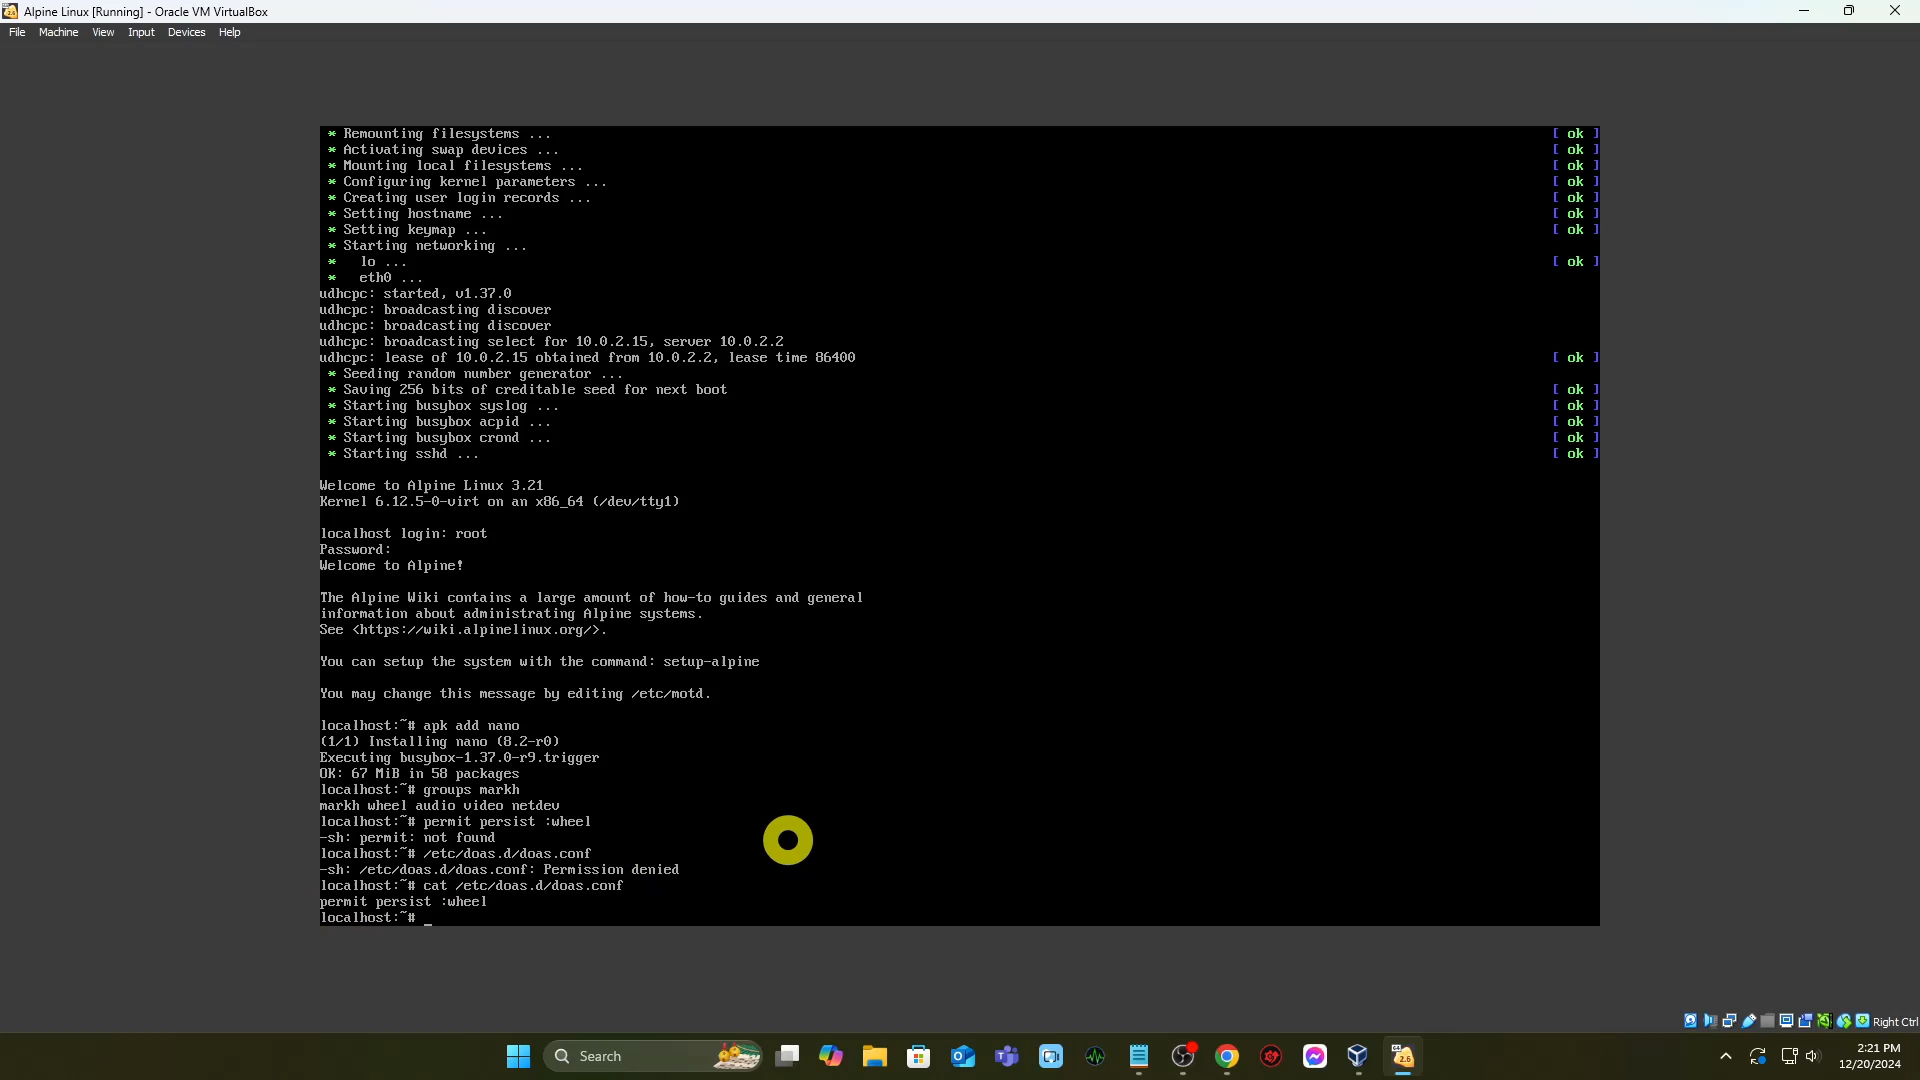 Alpine Linux [Running] - Oracle VM VirtualBox
File Machine View Input Devices Help
* Remounting filesystems ... [ ok ]
* Activating swap devices ... [ ok ]
* Mounting local filesystems ... [ ok ]
* Configuring kernel parameters ... [ ok ]
* Creating user login records ... [ ok ]
* Setting hostname ... [ ok ]
* Setting keymap ... [ ok ]
* Starting networking ...
*   lo ... [ ok ]
*   eth0 ...
udhcpc: started, v1.37.0
udhcpc: broadcasting discover
udhcpc: broadcasting discover
udhcpc: broadcasting select for 10.0.2.15, server 10.0.2.2
udhcpc: lease of 10.0.2.15 obtained from 10.0.2.2, lease time 86400 [ ok ]
* Seeding random number generator ...
* Saving 256 bits of creditable seed for next boot [ ok ]
* Starting busybox syslog ... [ ok ]
* Starting busybox acpid ... [ ok ]
* Starting busybox crond ... [ ok ]
* Starting sshd ... [ ok ]
Welcome to Alpine Linux 3.21
Kernel 6.12.5-0-virt on an x86_64 (/dev/tty1)
localhost login: root
Password:
Welcome to Alpine!
The Alpine Wiki contains a large amount of how-to guides and general
information about administrating Alpine systems.
See <https://wiki.alpinelinux.org/>.
You can setup the system with the command: setup-alpine
You may change this message by editing /etc/motd.
localhost:~# apk add nano
(1/1) Installing nano (8.2-r0)
Executing busybox-1.37.0-r9.trigger
OK: 67 MiB in 58 packages
localhost:~# groups markh
markh wheel audio video netdev
localhost:~# permit persist :wheel
-sh: permit: not found
localhost:~# /etc/doas.d/doas.conf
-sh: /etc/doas.d/doas.conf: Permission denied
localhost:~# cat /etc/doas.d/doas.conf
permit persist :wheel
localhost:~# _
Right Ctrl
Search
2:21 PM
12/20/2024